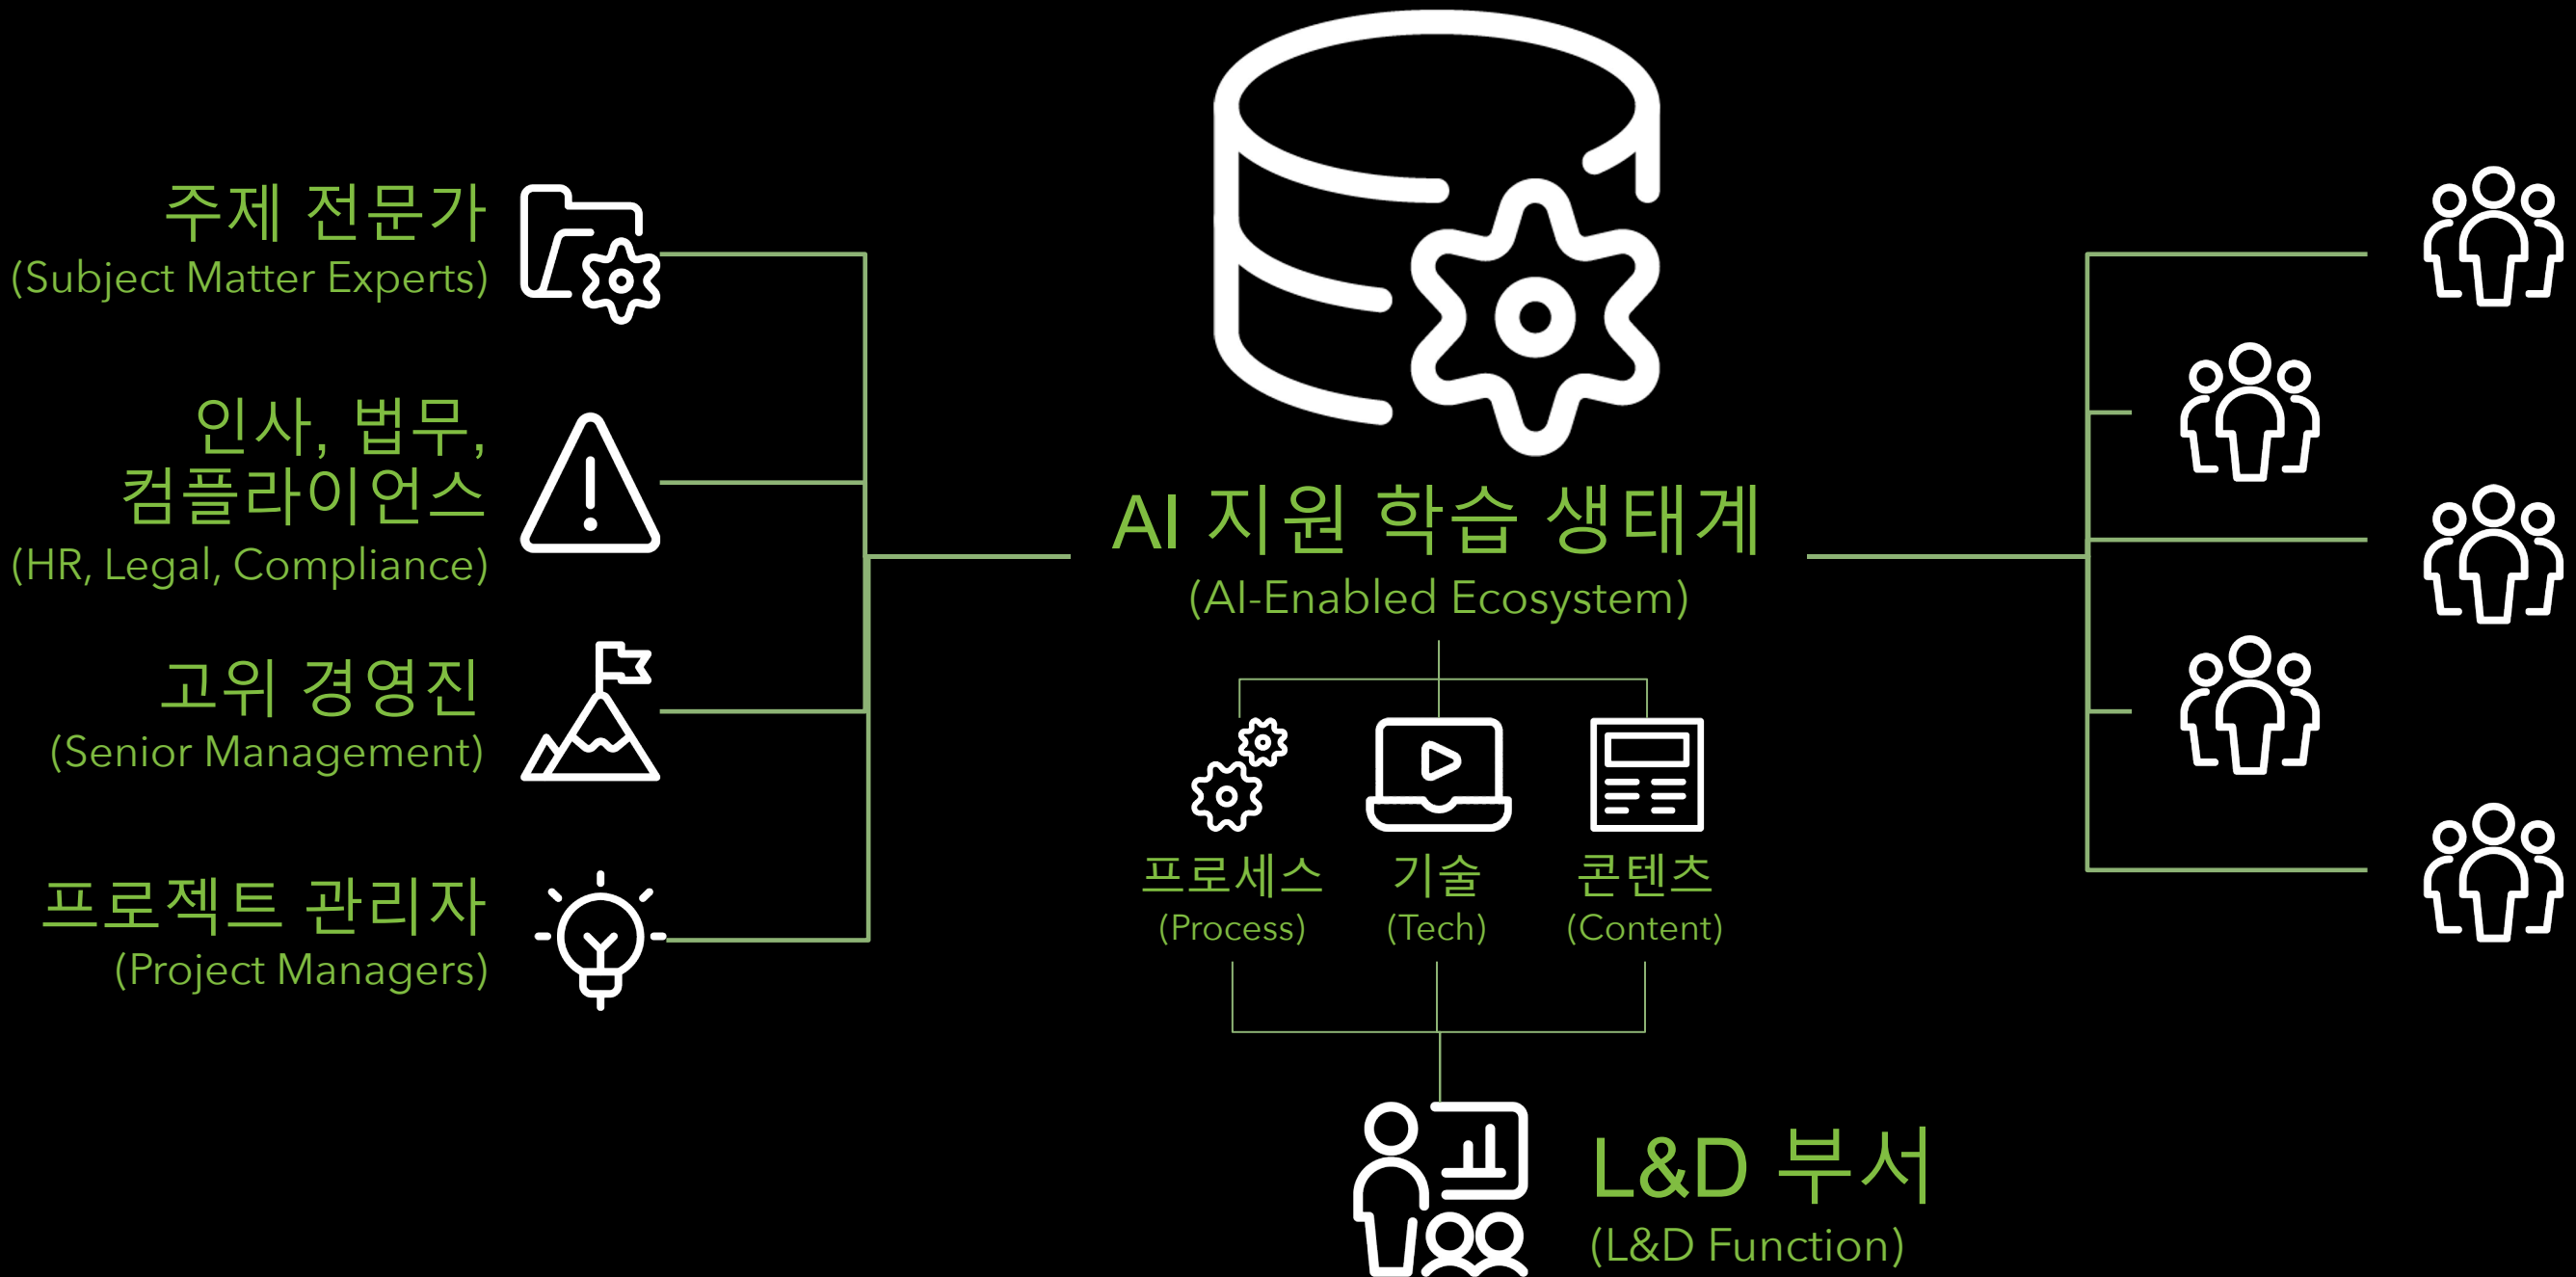 주제 전문가
(Subject Matter Experts)
인사, 법무,
컴플라이언스
(HR, Legal, Compliance)
고위 경영진
(Senior Management)
프로젝트 관리자
(Project Managers)
AI 지원 학습 생태계
(AI-Enabled Ecosystem)
프로세스
(Process)
기술
(Tech)
콘텐츠
(Content)
L&D 부서
(L&D Function)